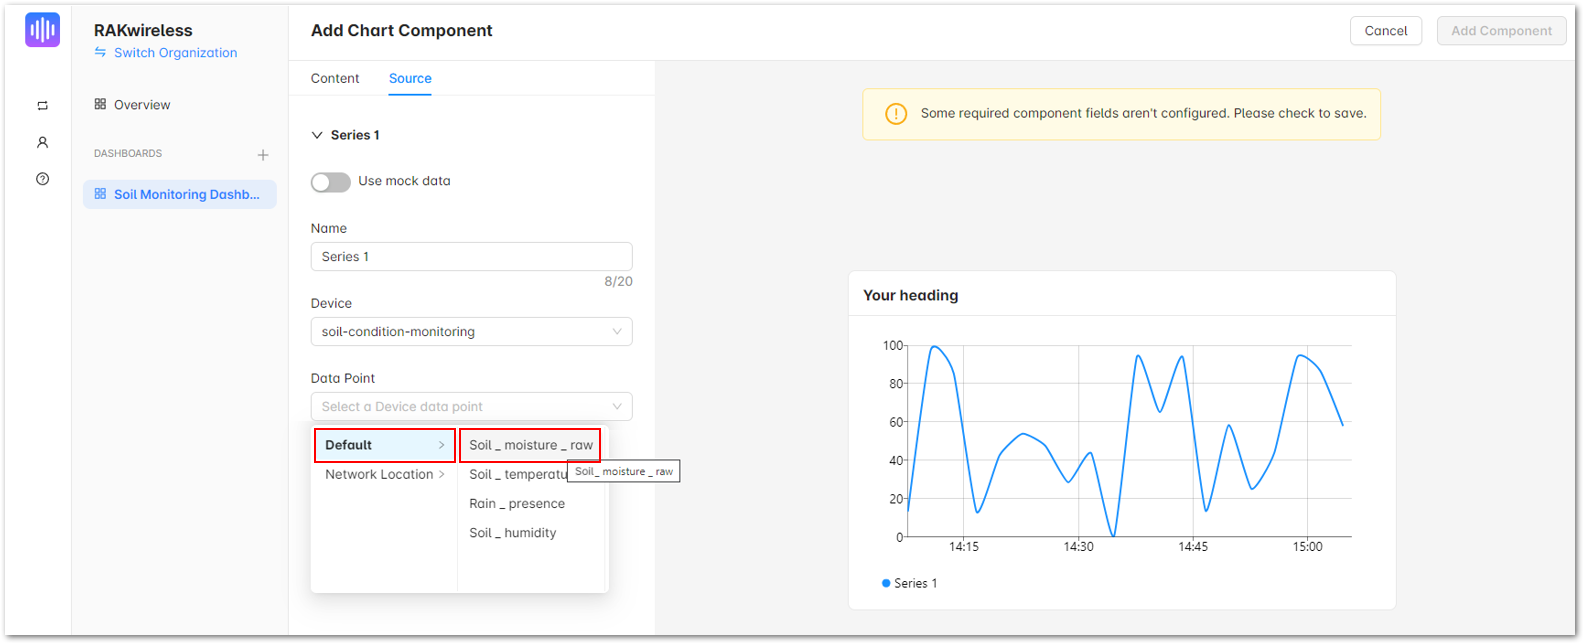 RAKwireless
Switch Organization
Overview
DASHBOARDS
Soil Monitoring Dashb...
Add Chart Component
Cancel
Add Component
Content
Source
Series 1
Use mock data
Name
Series 1
8/20
Device
soil-condition-monitoring
Data Point
Select a Device data point
Default
Network Location
Soil _ moisture _ raw
Soil _ temperatu
Soil_ moisture _ raw
Rain _ presence
Soil _ humidity
Some required component fields aren't configured. Please check to save.
Your heading
100
80
60
40
20
0
14:15 14:30 14:45 15:00
Series 1